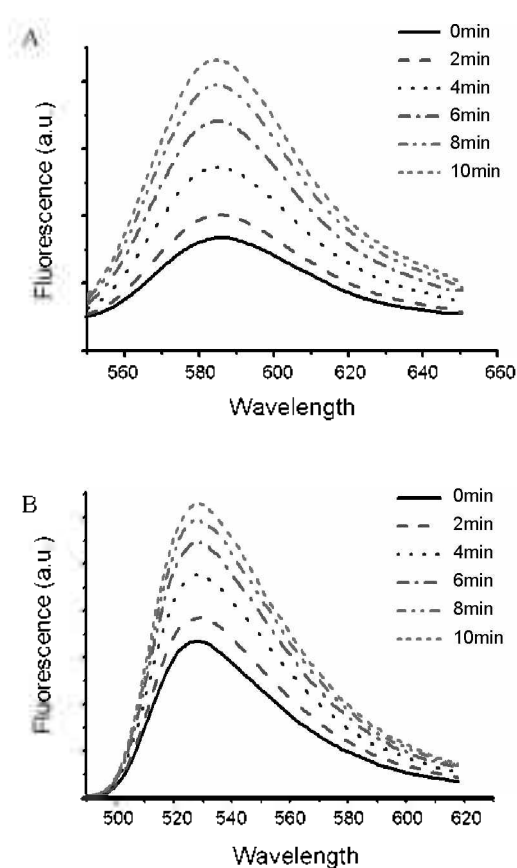 A
0min
2min
4min
6min
8min
10min
Fluorescence (a.u.)
560 580 600 620 640 660
Wavelength
B
0min
2min
4min
6min
8min
10min
Fluorescence (a.u.)
500 520 540 560 580 600 620
Wavelength